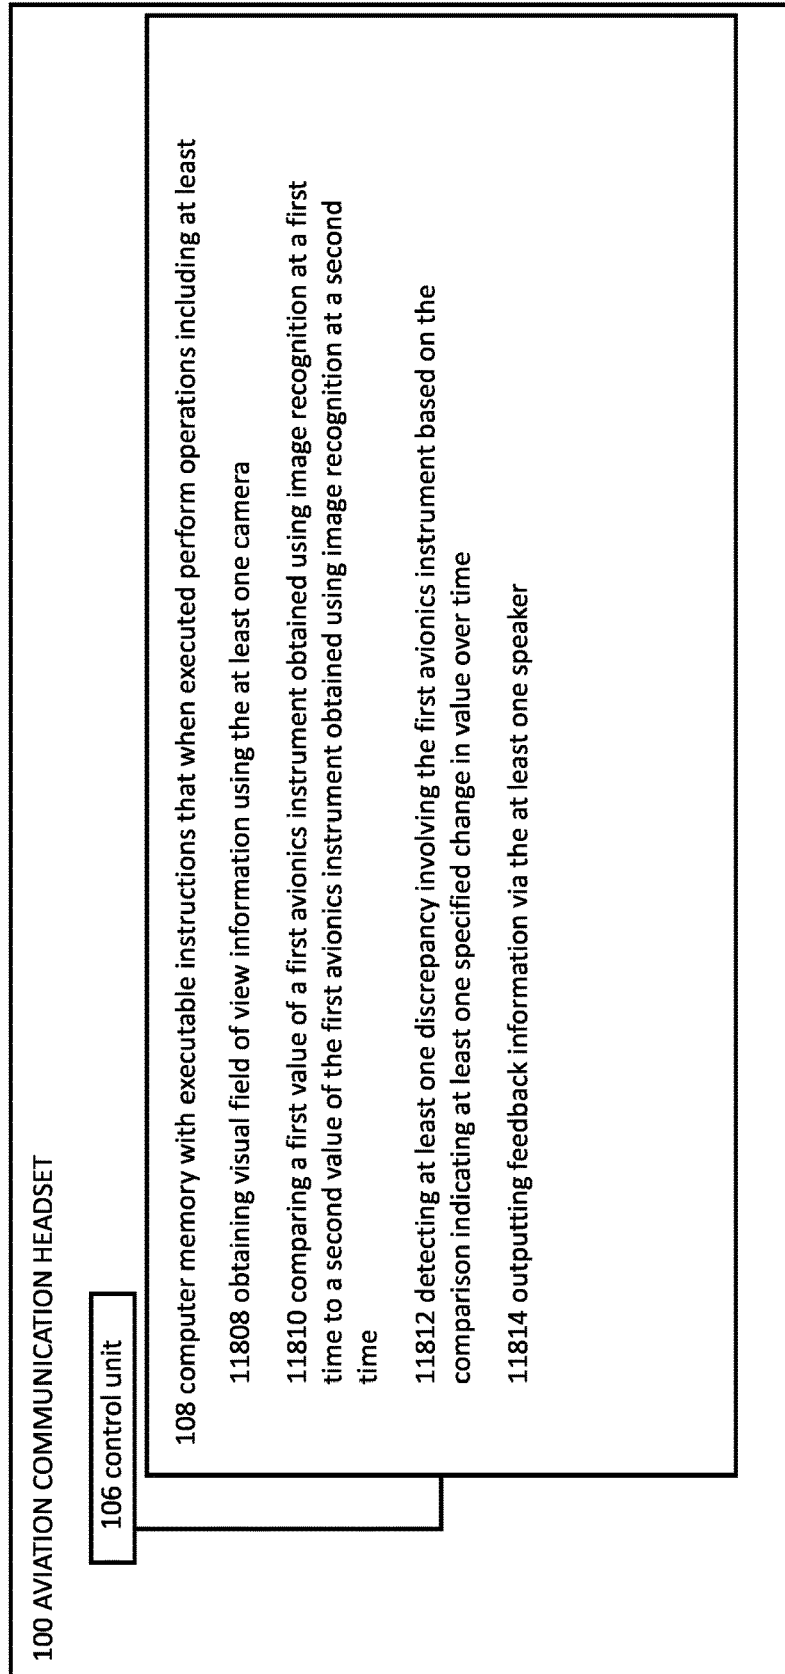 100 AVIATION COMMUNICATION HEADSET
106 control unit
108 computer memory with executable instructions that when executed perform operations including at least
11808 obtaining visual field of view information using the at least one camera
11810 comparing a first value of a first avionics instrument obtained using image recognition at a first
time to a second value of the first avionics instrument obtained using image recognition at a second
time
11812 detecting at least one discrepancy involving the first avionics instrument based on the
comparison indicating at least one specified change in value over time
11814 outputting feedback information via the at least one speaker